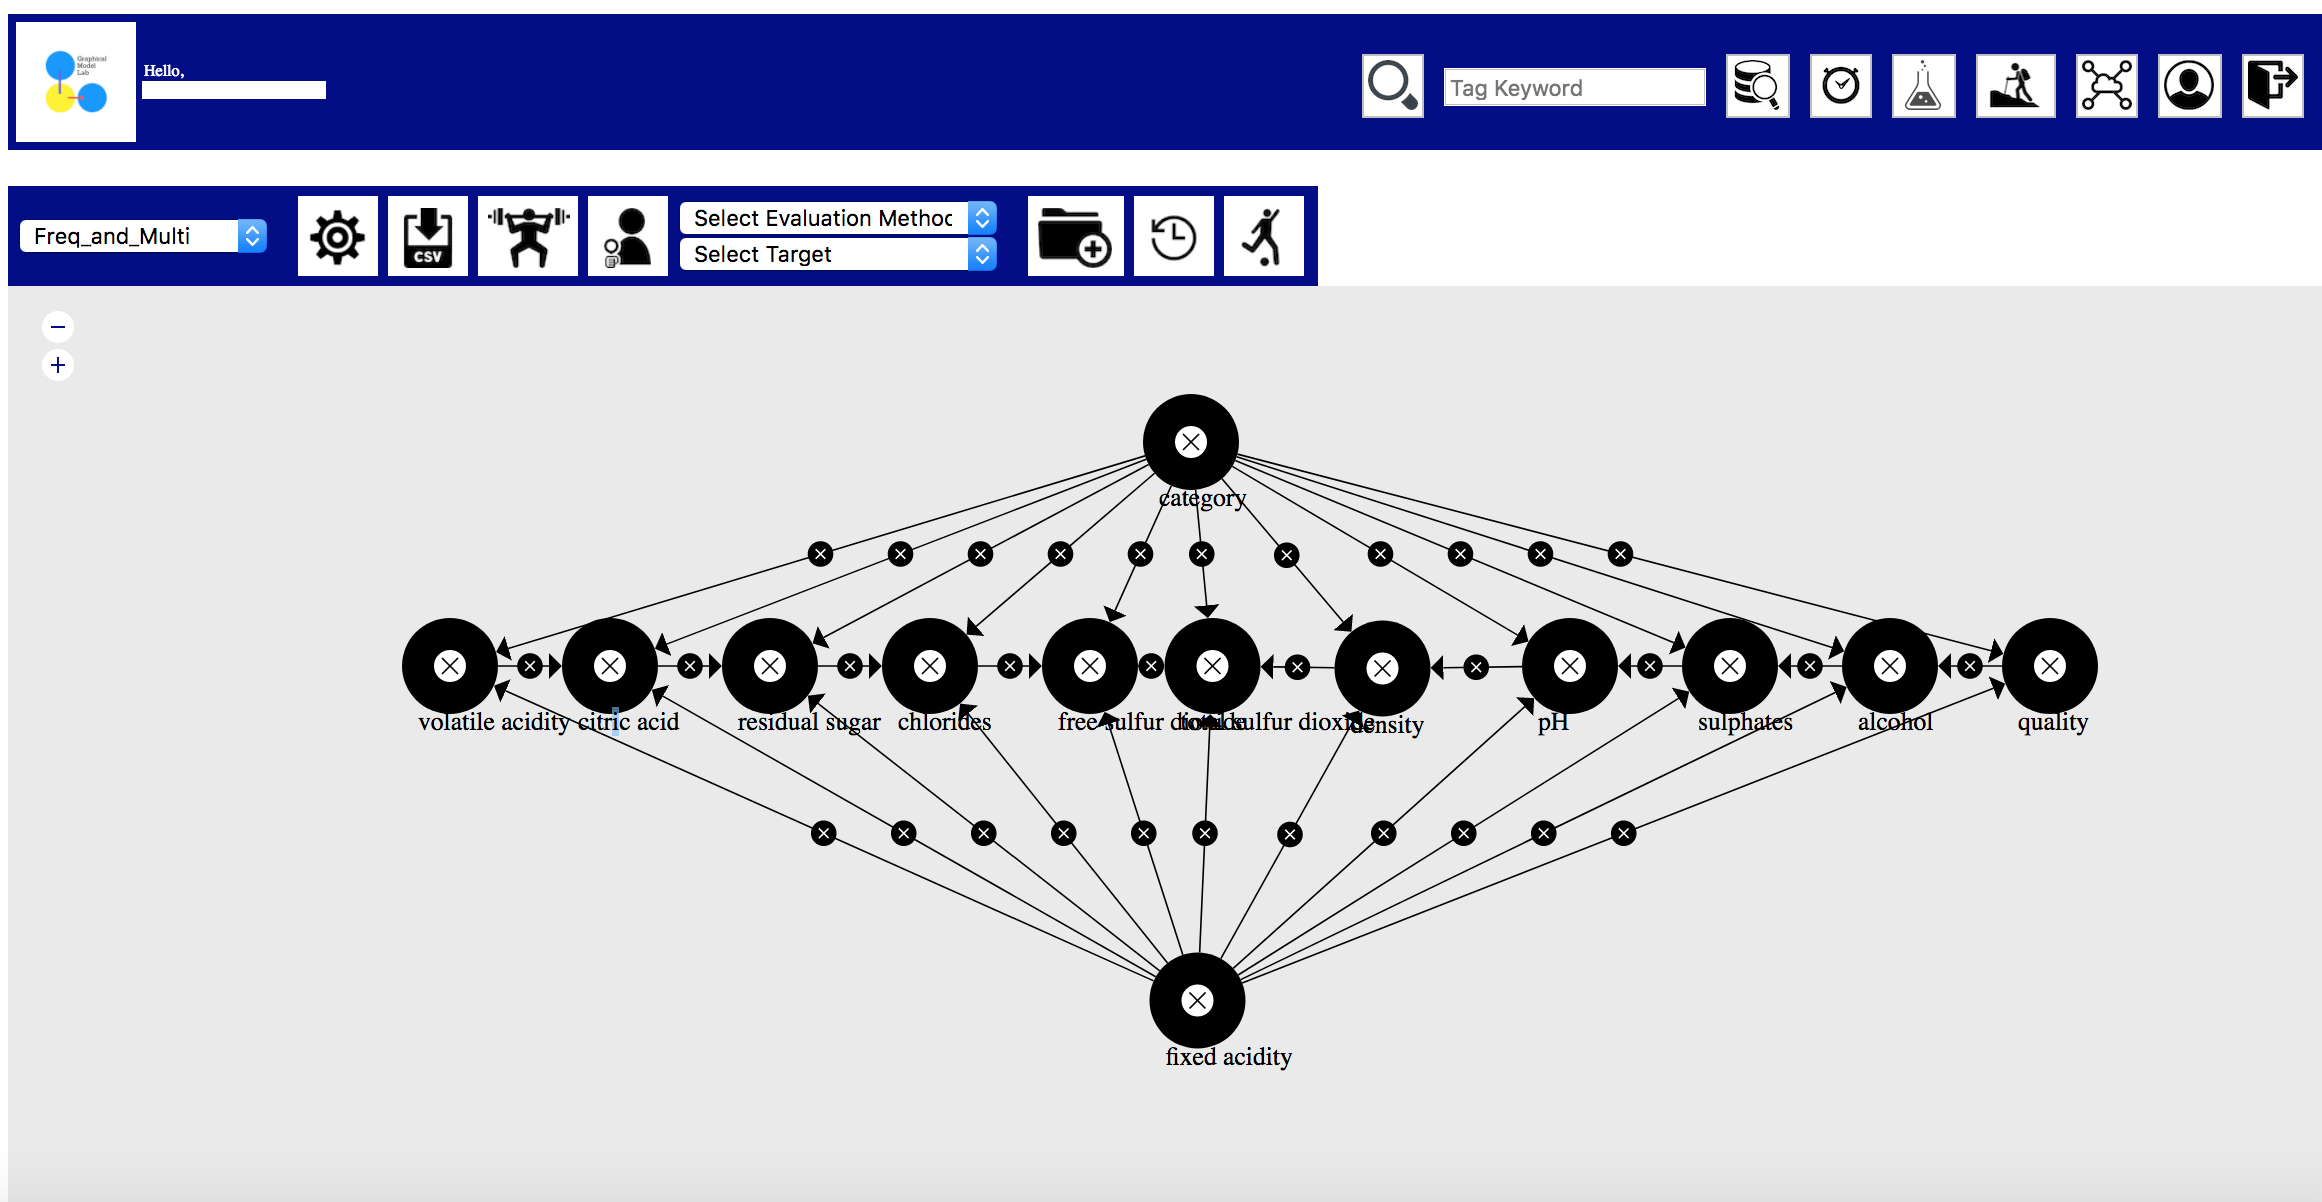 Graphical
Model
Lab
Hello,
Tag Keyword
Freq_and_Multi
CSV
Select Evaluation Method
Select Target
category
volatile acidity
citric acid
residual sugar
chlorides
free sulfur dioxide
total sulfur dioxide
density
pH
sulphates
alcohol
quality
fixed acidity